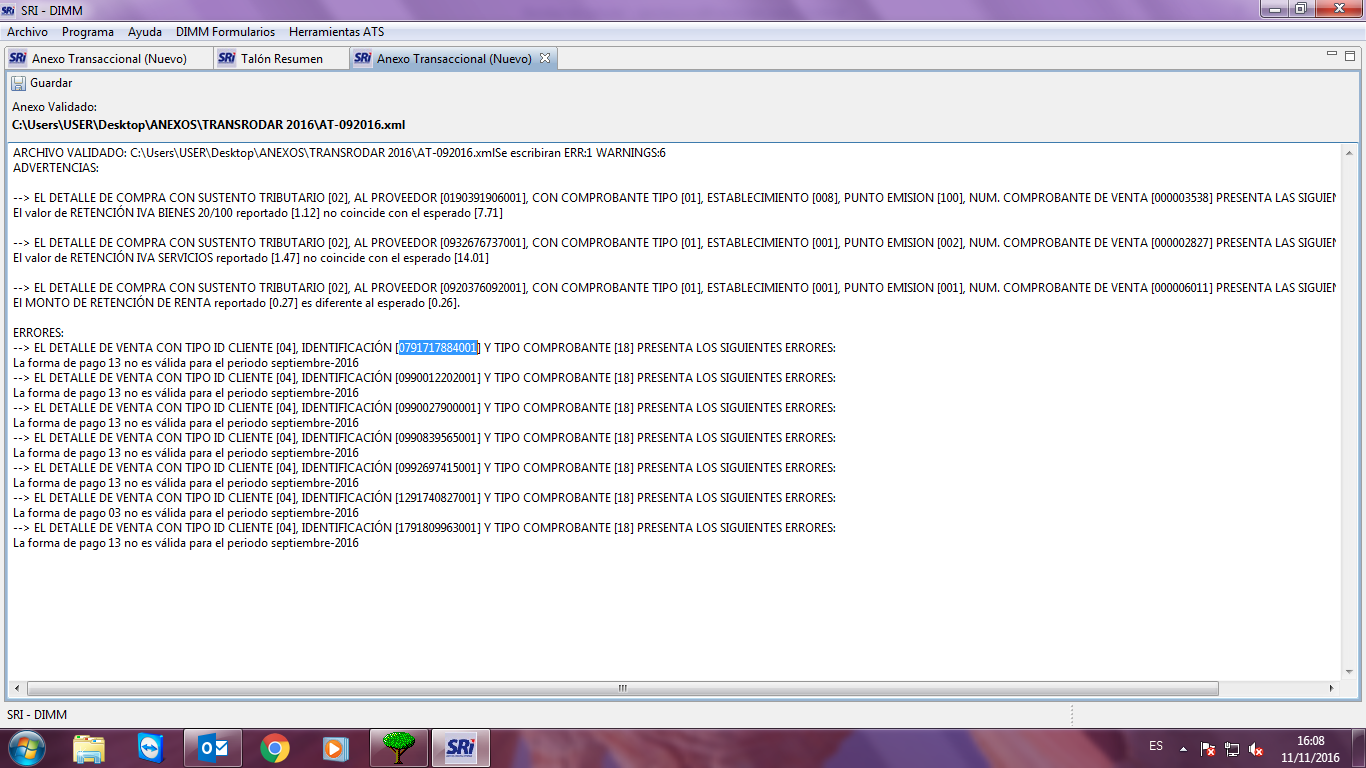 SRi SRI - DIMM
Archivo Programa Ayuda DIMM Formularios Herramientas ATS
SRi Anexo Transaccional (Nuevo) SRi Talón Resumen SRi Anexo Transaccional (Nuevo)
Guardar
Anexo Validado:
C:\Users\USER\Desktop\ANEXOS\TRANSRODAR 2016\AT-092016.xml
ARCHIVO VALIDADO: C:\Users\USER\Desktop\ANEXOS\TRANSRODAR 2016\AT-092016.xmlSe escribiran ERR:1 WARNINGS:6
ADVERTENCIAS:
--> EL DETALLE DE COMPRA CON SUSTENTO TRIBUTARIO [02], AL PROVEEDOR [0190391906001], CON COMPROBANTE TIPO [01], ESTABLECIMIENTO [008], PUNTO EMISION [100], NUM. COMPROBANTE DE VENTA [000003538] PRESENTA LAS SIGUIEN
El valor de RETENCIÓN IVA BIENES 20/100 reportado [1.12] no coincide con el esperado [7.71]
--> EL DETALLE DE COMPRA CON SUSTENTO TRIBUTARIO [02], AL PROVEEDOR [0932676737001], CON COMPROBANTE TIPO [01], ESTABLECIMIENTO [001], PUNTO EMISION [002], NUM. COMPROBANTE DE VENTA [000002827] PRESENTA LAS SIGUIEN
El valor de RETENCIÓN IVA SERVICIOS reportado [1.47] no coincide con el esperado [14.01]
--> EL DETALLE DE COMPRA CON SUSTENTO TRIBUTARIO [02], AL PROVEEDOR [0920376092001], CON COMPROBANTE TIPO [01], ESTABLECIMIENTO [001], PUNTO EMISION [001], NUM. COMPROBANTE DE VENTA [000006011] PRESENTA LAS SIGUIEN
El MONTO DE RETENCIÓN DE RENTA reportado [0.27] es diferente al esperado [0.26].
ERRORES:
--> EL DETALLE DE VENTA CON TIPO ID CLIENTE [04], IDENTIFICACIÓN [0791717884001] Y TIPO COMPROBANTE [18] PRESENTA LOS SIGUIENTES ERRORES:
La forma de pago 13 no es válida para el periodo septiembre-2016
--> EL DETALLE DE VENTA CON TIPO ID CLIENTE [04], IDENTIFICACIÓN [0990012202001] Y TIPO COMPROBANTE [18] PRESENTA LOS SIGUIENTES ERRORES:
La forma de pago 13 no es válida para el periodo septiembre-2016
--> EL DETALLE DE VENTA CON TIPO ID CLIENTE [04], IDENTIFICACIÓN [0990027900001] Y TIPO COMPROBANTE [18] PRESENTA LOS SIGUIENTES ERRORES:
La forma de pago 13 no es válida para el periodo septiembre-2016
--> EL DETALLE DE VENTA CON TIPO ID CLIENTE [04], IDENTIFICACIÓN [0990839565001] Y TIPO COMPROBANTE [18] PRESENTA LOS SIGUIENTES ERRORES:
La forma de pago 13 no es válida para el periodo septiembre-2016
--> EL DETALLE DE VENTA CON TIPO ID CLIENTE [04], IDENTIFICACIÓN [0992697415001] Y TIPO COMPROBANTE [18] PRESENTA LOS SIGUIENTES ERRORES:
La forma de pago 13 no es válida para el periodo septiembre-2016
--> EL DETALLE DE VENTA CON TIPO ID CLIENTE [04], IDENTIFICACIÓN [1291740827001] Y TIPO COMPROBANTE [18] PRESENTA LOS SIGUIENTES ERRORES:
La forma de pago 03 no es válida para el periodo septiembre-2016
--> EL DETALLE DE VENTA CON TIPO ID CLIENTE [04], IDENTIFICACIÓN [1791809963001] Y TIPO COMPROBANTE [18] PRESENTA LOS SIGUIENTES ERRORES:
La forma de pago 13 no es válida para el periodo septiembre-2016
SRI - DIMM
SRi
ES
16:08
11/11/2016